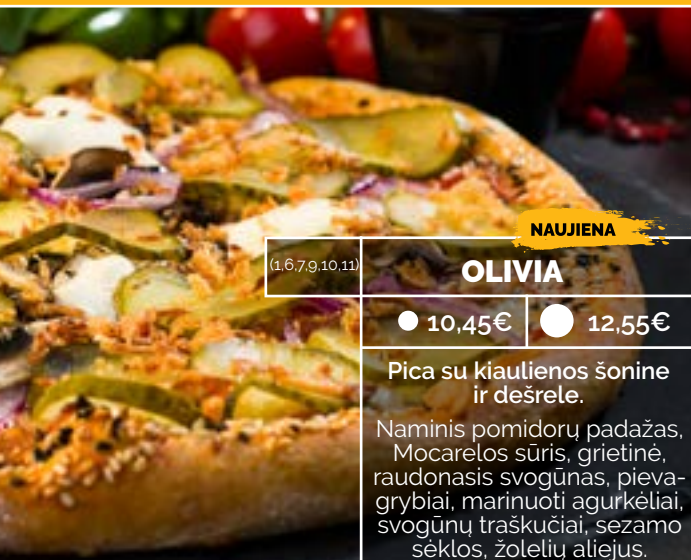 NAUJIENA
(1,6,7,9,10,11)
OLIVIA
10,45€ 12,55€
Pica su kiaulienos šonine
ir dešrele.
Naminis pomidorų padažas,
Mocarelos sūris, grietinė,
raudonasis svogūnas, pieva-
grybiai, marinuoti agurkėliai,
svogūnų traškučiai, sezamo
sėklos, žolelių aliejus.